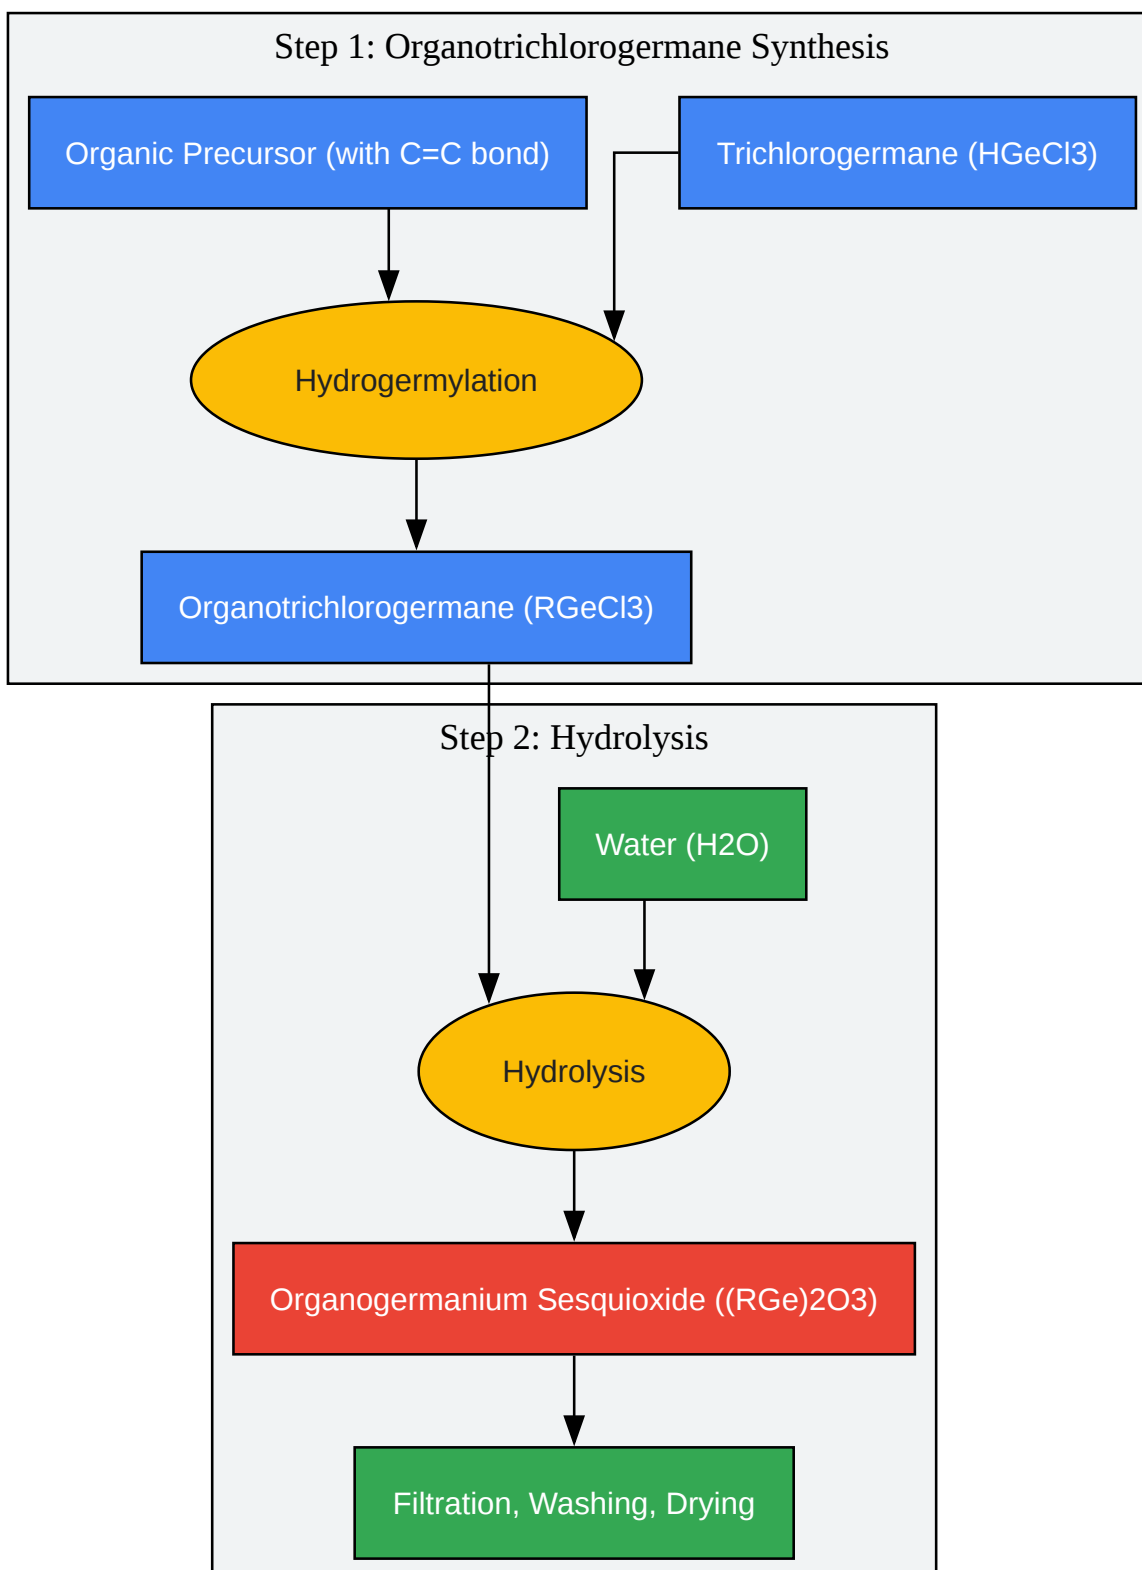 Step 1: Organotrichlorogermane Synthesis
Organic Precursor (with C=C bond)
Trichlorogermane (HGeCl3)
Hydrogermylation
Organotrichlorogermane (RGeCl3)
Step 2: Hydrolysis
Water (H2O)
Hydrolysis
Organogermanium Sesquioxide ((RGe)2O3)
Filtration, Washing, Drying